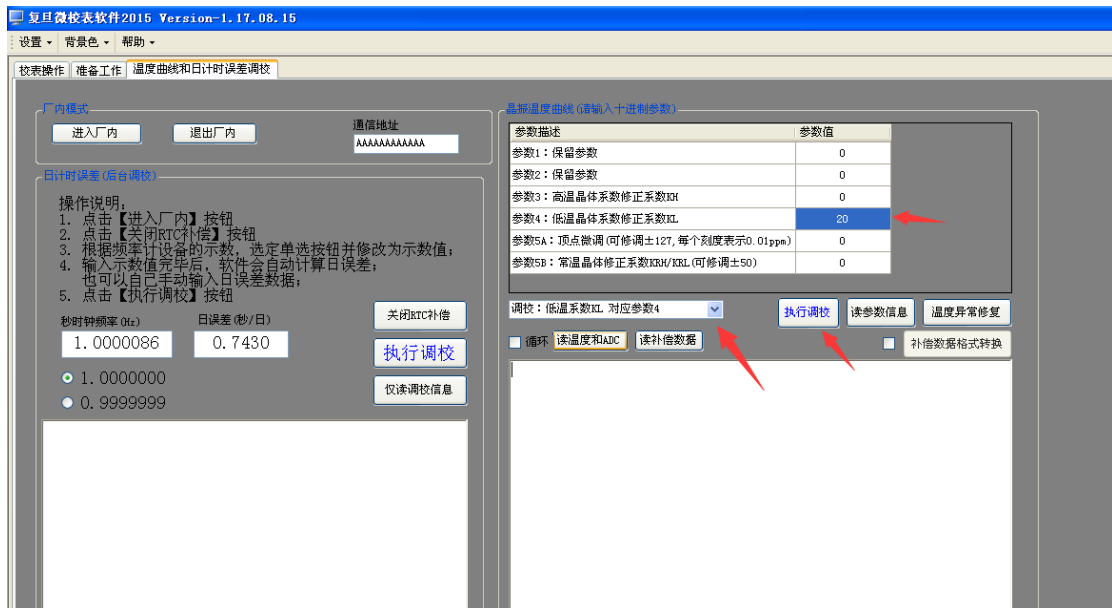 复旦微校表软件2015 Version-1.17.08.15
设置 背景色 帮助
校表操作 准备工作 温度曲线和日计时误差调校
厂内模式
进入厂内 退出厂内 通信地址
AAAAAAAAAAAA
日计时误差(后台调校)
操作说明:
1. 点击【进入厂内】按钮
2. 点击【关闭RTC补偿】按钮
3. 根据频率计设备的示数，选定单选按钮并修改为示数值;
4. 输入示数值完毕后，软件会自动计算日误差;
也可以自己手动输入日误差数据;
5. 点击【执行调校】按钮
秒时钟频率(Hz) 日误差(秒/日) 关闭RTC补偿
1.0000086 0.7430 执行调校
1.0000000 仅读调校信息
0.9999999
晶振温度曲线(请输入十进制参数)
参数描述 参数值
参数1：保留参数 0
参数2：保留参数 0
参数3：高温晶体系数修正系数KH 0
参数4：低温晶体系数修正系数KL 20
参数5A：顶点微调(可修调±127,每个刻度表示0.01ppm) 0
参数5B：常温晶体修正系数KRH/KRL(可修调±50) 0
调校：低温系数KL 对应参数4 执行调校 读参数信息 温度异常修复
循环 读温度和ADC 读补偿数据 补偿数据格式转换